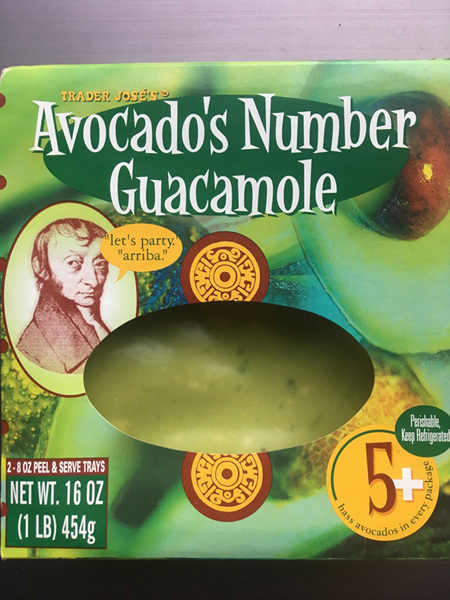 TRADER JOSÉ'S
Avocado's Number
Guacamole
"let's party."
"arriba."
Perishable,
Keep Refrigerated
5+
hass avocados in every package
2 - 8 OZ PEEL & SERVE TRAYS
NET WT. 16 OZ
(1 LB) 454g